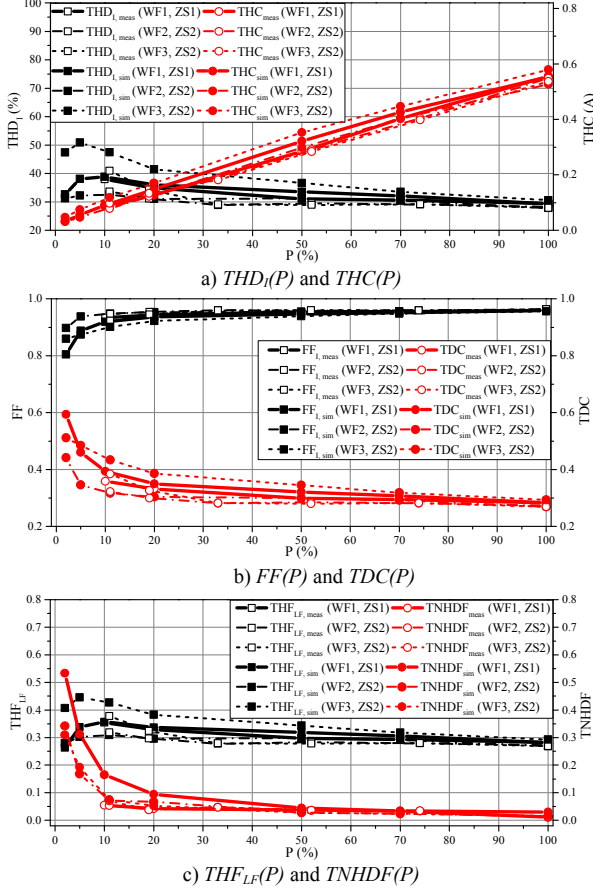 100
90
80
70
60
50
40
30
20
THD_I (%)
0.8
0.6
0.4
0.2
0.0
THC (A)
THD_I, meas (WF1, ZS1) THC_meas (WF1, ZS1)
THD_I, meas (WF2, ZS2) THC_meas (WF2, ZS2)
THD_I, meas (WF3, ZS2) THC_meas (WF3, ZS2)
THD_I, sim (WF1, ZS1) THC_sim (WF1, ZS1)
THD_I, sim (WF2, ZS2) THC_sim (WF2, ZS2)
THD_I, sim (WF3, ZS2) THC_sim (WF3, ZS2)
0 10 20 30 40 50 60 70 80 90 100
P (%)
a) THD_I(P) and THC(P)
1.0
0.8
0.6
0.4
0.2
FF
1.0
0.8
0.6
0.4
0.2
TDC
FF_I, meas (WF1, ZS1) TDC_meas (WF1, ZS1)
FF_I, meas (WF2, ZS2) TDC_meas (WF2, ZS2)
FF_I, meas (WF3, ZS2) TDC_meas (WF3, ZS2)
FF_I, sim (WF1, ZS1) TDC_sim (WF1, ZS1)
FF_I, sim (WF2, ZS2) TDC_sim (WF2, ZS2)
FF_I, sim (WF3, ZS2) TDC_sim (WF3, ZS2)
0 10 20 30 40 50 60 70 80 90 100
P (%)
b) FF(P) and TDC(P)
0.8
0.7
0.6
0.5
0.4
0.3
0.2
0.1
0.0
THF_LF
0.8
0.7
0.6
0.5
0.4
0.3
0.2
0.1
0.0
TNHDF
THF_LF, meas (WF1, ZS1) TNHDF_meas (WF1, ZS1)
THF_LF, meas (WF2, ZS2) TNHDF_meas (WF2, ZS2)
THF_LF, meas (WF3, ZS2) TNHDF_meas (WF3, ZS2)
THF_LF, sim (WF1, ZS1) TNHDF_sim (WF1, ZS1)
THF_LF, sim (WF2, ZS2) TNHDF_sim (WF2, ZS2)
THF_LF, sim (WF3, ZS2) TNHDF_sim (WF3, ZS2)
0 10 20 30 40 50 60 70 80 90 100
P (%)
c) THF_LF(P) and TNHDF(P)